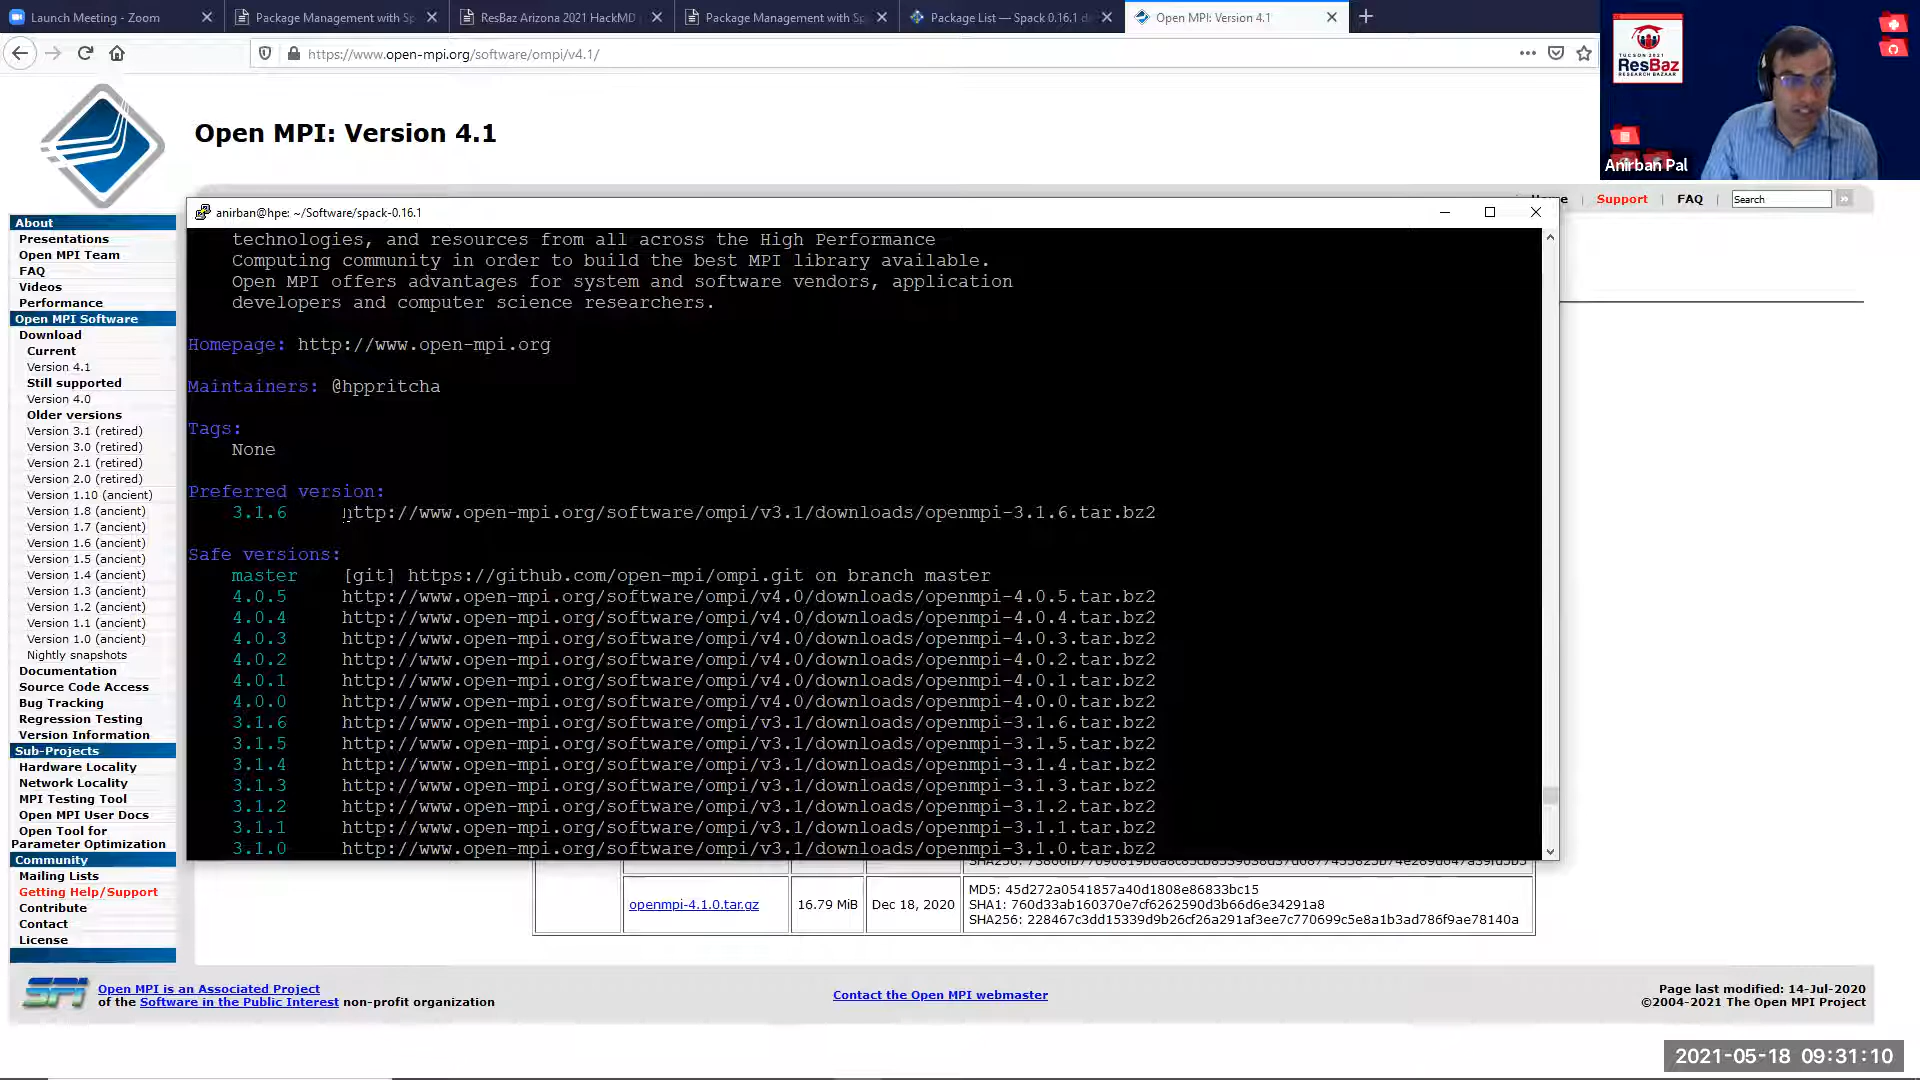 Launch Meeting - Zoom
Package Management with Sp
ResBaz Arizona 2021 HackMD
Package Management with Sp
Package List — Spack 0.16.1 d
Open MPI: Version 4.1
https://www.open-mpi.org/software/ompi/v4.1/
TUCSON 2021
ResBaz
RESEARCH BAZAAR
Anirban Pal
Open MPI: Version 4.1
Support
FAQ
Search
About
Presentations
Open MPI Team
FAQ
Videos
Performance
Open MPI Software
Download
Current
Version 4.1
Still supported
Version 4.0
Older versions
Version 3.1 (retired)
Version 3.0 (retired)
Version 2.1 (retired)
Version 2.0 (retired)
Version 1.10 (ancient)
Version 1.8 (ancient)
Version 1.7 (ancient)
Version 1.6 (ancient)
Version 1.5 (ancient)
Version 1.4 (ancient)
Version 1.3 (ancient)
Version 1.2 (ancient)
Version 1.1 (ancient)
Version 1.0 (ancient)
Nightly snapshots
Documentation
Source Code Access
Bug Tracking
Regression Testing
Version Information
Sub-Projects
Hardware Locality
Network Locality
MPI Testing Tool
Open MPI User Docs
Open Tool for
Parameter Optimization
Community
Mailing Lists
Getting Help/Support
Contribute
Contact
License
anirban@hpe: ~/Software/spack-0.16.1
technologies, and resources from all across the High Performance
Computing community in order to build the best MPI library available.
Open MPI offers advantages for system and software vendors, application
developers and computer science researchers.
Homepage: http://www.open-mpi.org
Maintainers: @hppritcha
Tags:
None
Preferred version:
3.1.6 http://www.open-mpi.org/software/ompi/v3.1/downloads/openmpi-3.1.6.tar.bz2
Safe versions:
master [git] https://github.com/open-mpi/ompi.git on branch master
4.0.5 http://www.open-mpi.org/software/ompi/v4.0/downloads/openmpi-4.0.5.tar.bz2
4.0.4 http://www.open-mpi.org/software/ompi/v4.0/downloads/openmpi-4.0.4.tar.bz2
4.0.3 http://www.open-mpi.org/software/ompi/v4.0/downloads/openmpi-4.0.3.tar.bz2
4.0.2 http://www.open-mpi.org/software/ompi/v4.0/downloads/openmpi-4.0.2.tar.bz2
4.0.1 http://www.open-mpi.org/software/ompi/v4.0/downloads/openmpi-4.0.1.tar.bz2
4.0.0 http://www.open-mpi.org/software/ompi/v4.0/downloads/openmpi-4.0.0.tar.bz2
3.1.6 http://www.open-mpi.org/software/ompi/v3.1/downloads/openmpi-3.1.6.tar.bz2
3.1.5 http://www.open-mpi.org/software/ompi/v3.1/downloads/openmpi-3.1.5.tar.bz2
3.1.4 http://www.open-mpi.org/software/ompi/v3.1/downloads/openmpi-3.1.4.tar.bz2
3.1.3 http://www.open-mpi.org/software/ompi/v3.1/downloads/openmpi-3.1.3.tar.bz2
3.1.2 http://www.open-mpi.org/software/ompi/v3.1/downloads/openmpi-3.1.2.tar.bz2
3.1.1 http://www.open-mpi.org/software/ompi/v3.1/downloads/openmpi-3.1.1.tar.bz2
3.1.0 http://www.open-mpi.org/software/ompi/v3.1/downloads/openmpi-3.1.0.tar.bz2
openmpi-4.1.0.tar.gz
16.79 MiB
Dec 18, 2020
MD5: 45d272a0541857a40d1808e86833bc15
SHA1: 760d33ab160370e7cf6262590d3b66d6e34291a8
SHA256: 228467c3dd15339d9b26cf26a291af3ee7c770699c5e8a1b3ad786f9ae78140a
SPI
Open MPI is an Associated Project
of the Software in the Public Interest non-profit organization
Contact the Open MPI webmaster
Page last modified: 14-Jul-2020
©2004-2021 The Open MPI Project
2021-05-18 09:31:10